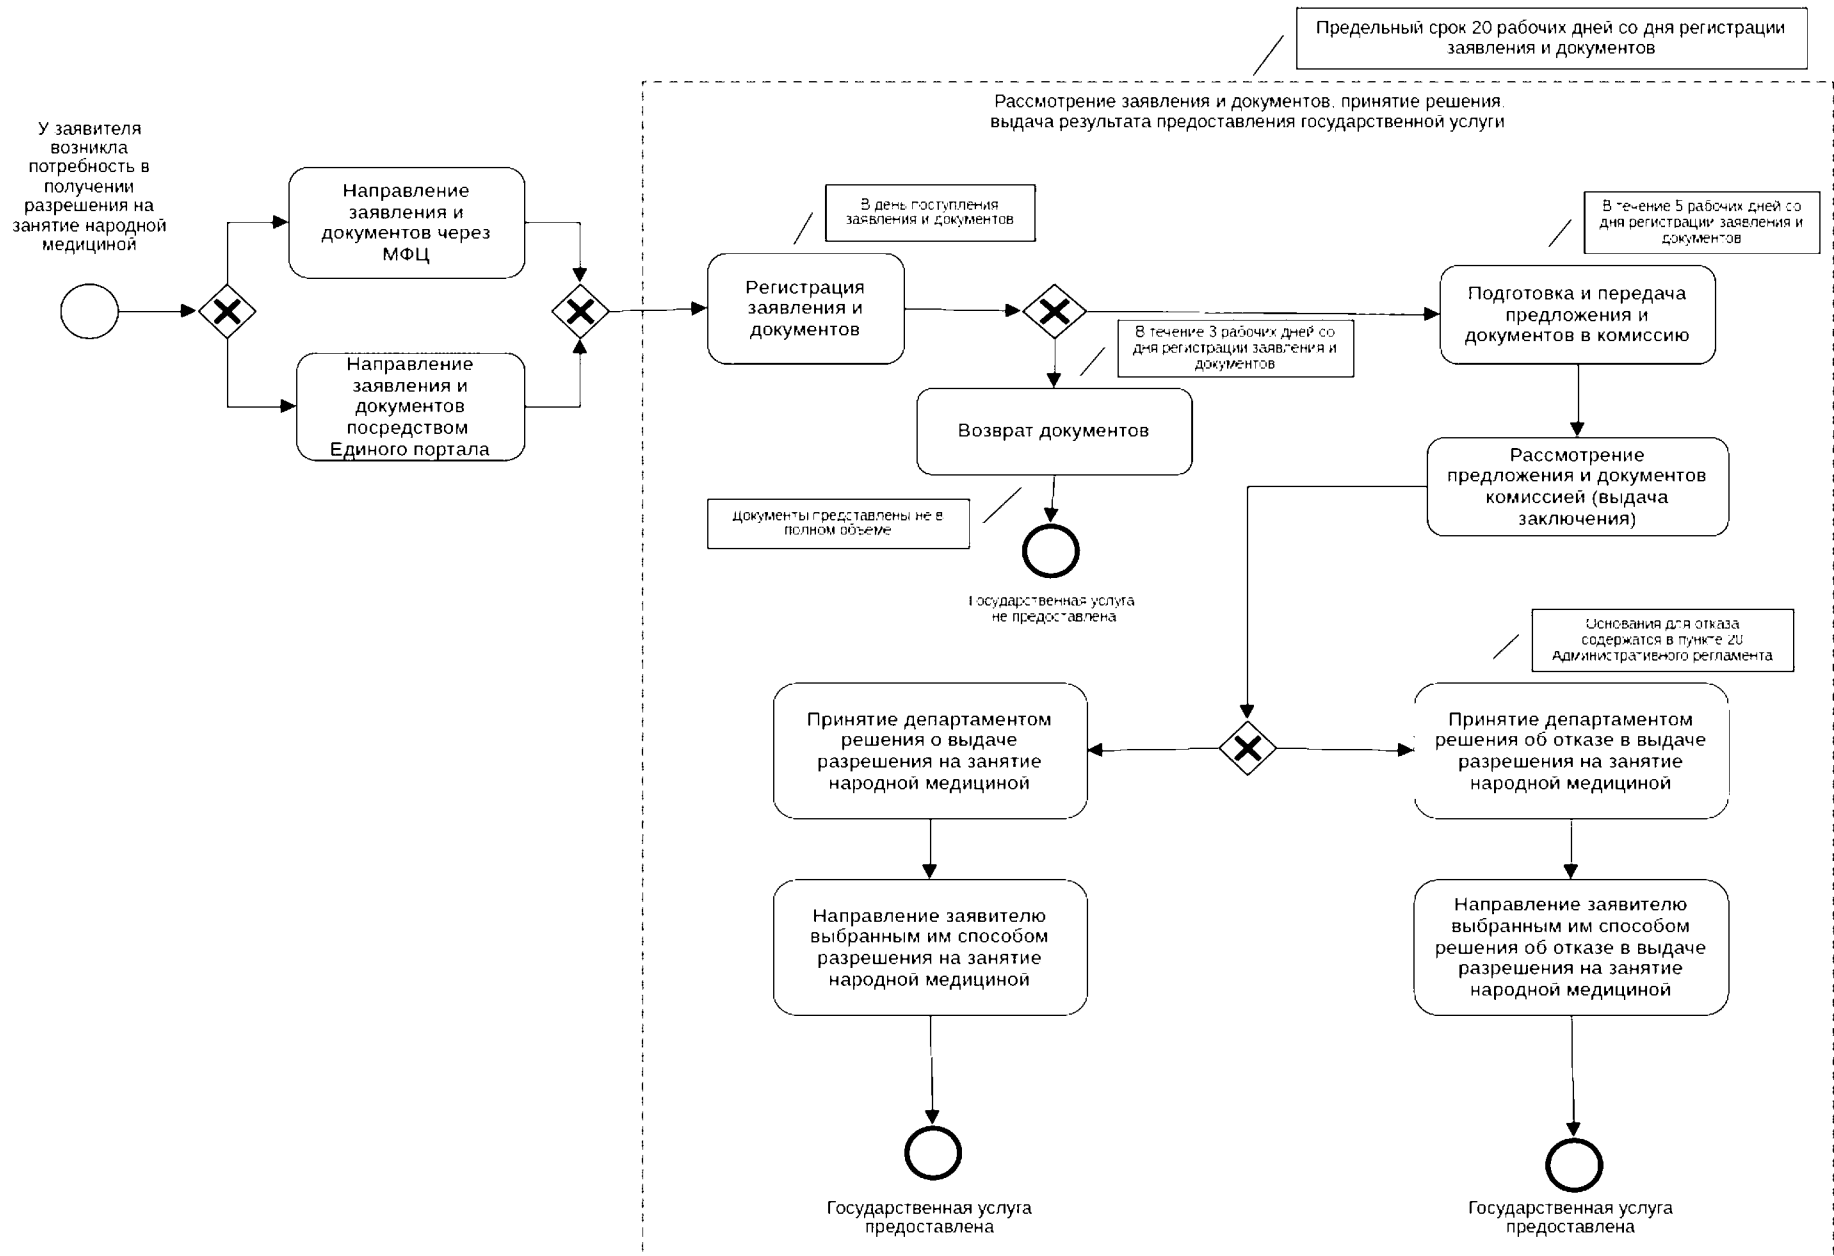 Предельный срок 20 рабочих дней со дня регистрации
заявления и документов
Рассмотрение заявления и документов, принятие решения,
выдача результата предоставления государственной услуги
У заявителя
возникла
потребность в
получении
разрешения на
занятие народной
медициной
Направление
заявления и
документов через
МФЦ
Направление
заявления и
документов
посредством
Единого портала
В день поступления
заявления и документов
Регистрация
заявления и
документов
В течение 5 рабочих дней со
дня регистрации заявления и
документов
Подготовка и передача
предложения и
документов в комиссию
В течение 3 рабочих дней со
дня регистрации заявления и
документов
Возврат документов
Документы представлены не в
полном объеме
Государственная услуга
не предоставлена
Рассмотрение
предложения и документов
комиссией (выдача
заключения)
Основания для отказа
содержатся в пункте 20
Административного регламента
Принятие департаментом
решения о выдаче
разрешения на занятие
народной медициной
Принятие департаментом
решения об отказе в выдаче
разрешения на занятие
народной медициной
Направление заявителю
выбранным им способом
разрешения на занятие
народной медициной
Направление заявителю
выбранным им способом
решения об отказе в выдаче
разрешения на занятие
народной медициной
Государственная услуга
предоставлена
Государственная услуга
предоставлена